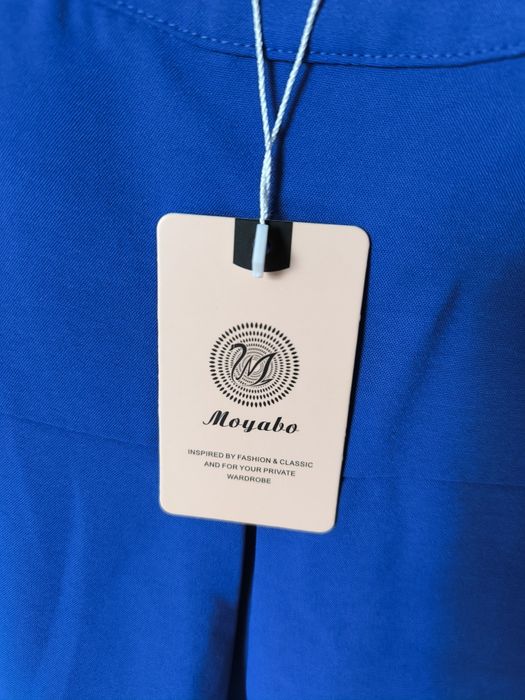 M
Moyabo
INSPIRED BY FASHION & CLASSIC
AND FOR YOUR PRIVATE
WARDROBE